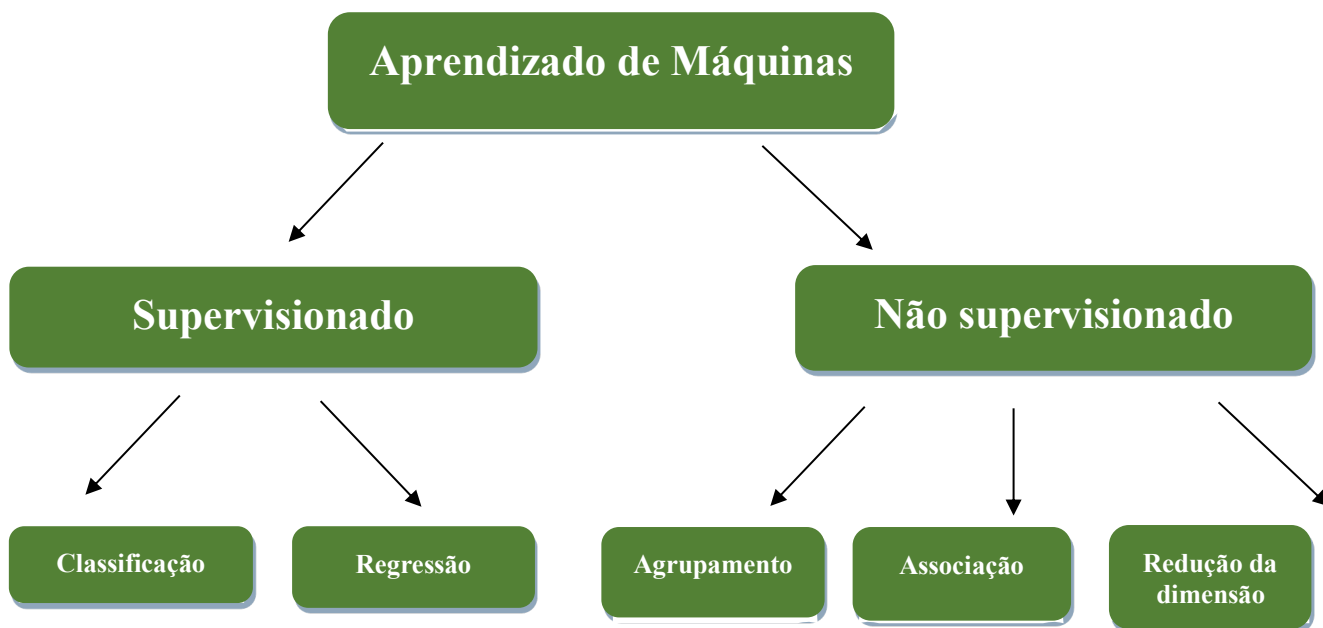 Aprendizado de Máquinas
Supervisionado
Não supervisionado
Classificação
Regressão
Agrupamento
Associação
Redução da
dimensão